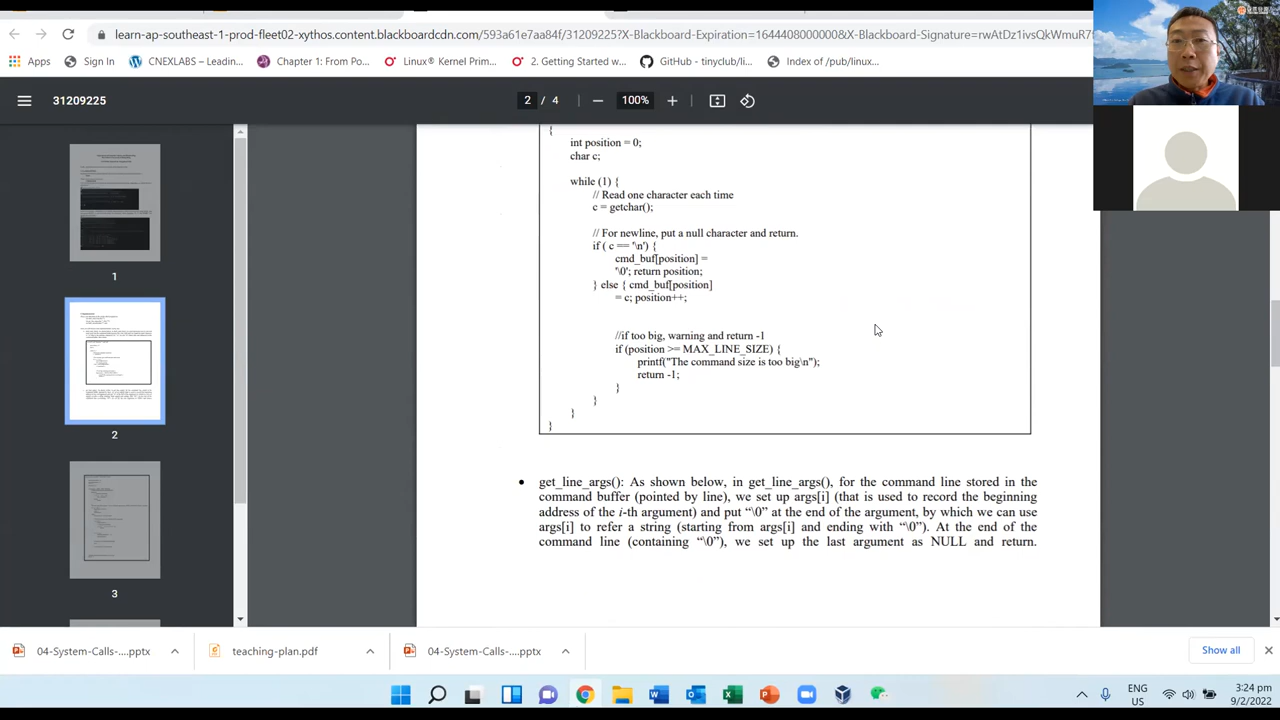 learn-ap-southeast-1-prod-fleet02-xythos.content.blackboardcdn.com/593a61e7aa84f/31209225?X-Blackboard-Expiration=1644408000000&X-Blackboard-Signature=rwAtDz1ivsQkWmuR7
Apps Sign In CNEXLABS – Leadin... Chapter 1: From Po... Linux® Kernel Prim... 2. Getting Started w... GitHub - tinyclub/li... Index of /pub/linux...
31209225 2 / 4 100%
{
int position = 0;
char c;
while (1) {
// Read one character each time
c = getchar();
// For newline, put a null character and return.
if ( c == '\n') {
cmd_buf[position] =
'\0'; return position;
} else { cmd_buf[position]
= c; position++;
//if too big, warning and return -1
if (position >= MAX_LINE_SIZE) {
printf("The command size is too big\n");
return -1;
}
}
}
}
• get_line_args(): As shown below, in get_line_args(), for the command line stored in the
command buffer (pointed by line), we set up args[i] (that is used to record the beginning
address of the i-th argument) and put “\0” at the end of the argument, by which we can use
args[i] to refer a string (starting from args[i] and ending with “\0”). At the end of the
command line (containing “\0”), we set up the last argument as NULL and return.
1
2
3
04-System-Calls-....pptx teaching-plan.pdf 04-System-Calls-....pptx Show all
ENG
US
3:24 pm
9/2/2022